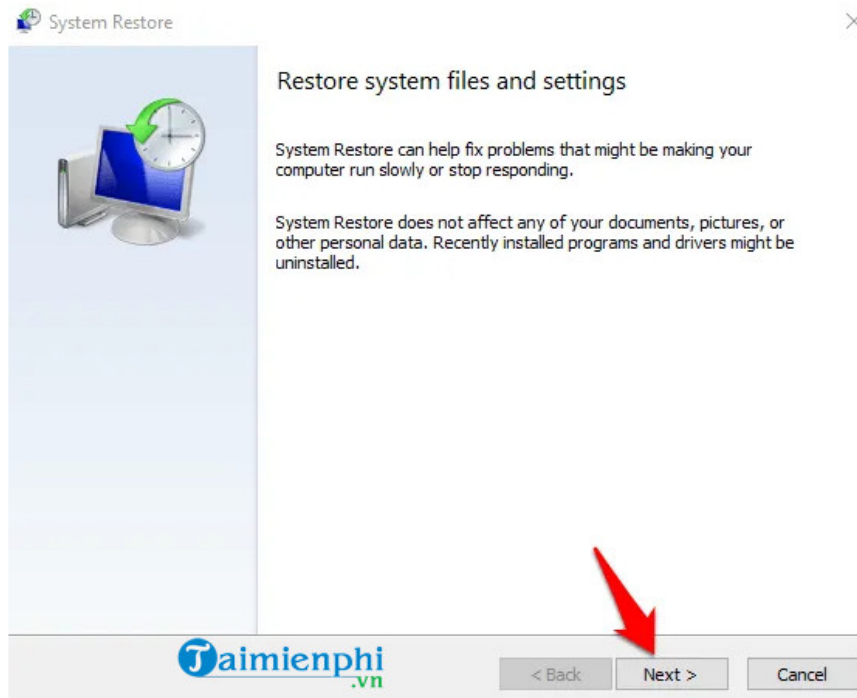 System Restore
Restore system files and settings
System Restore can help fix problems that might be making your
computer run slowly or stop responding.
System Restore does not affect any of your documents, pictures, or
other personal data. Recently installed programs and drivers might be
uninstalled.
Taimienphi
.vn
< Back Next > Cancel